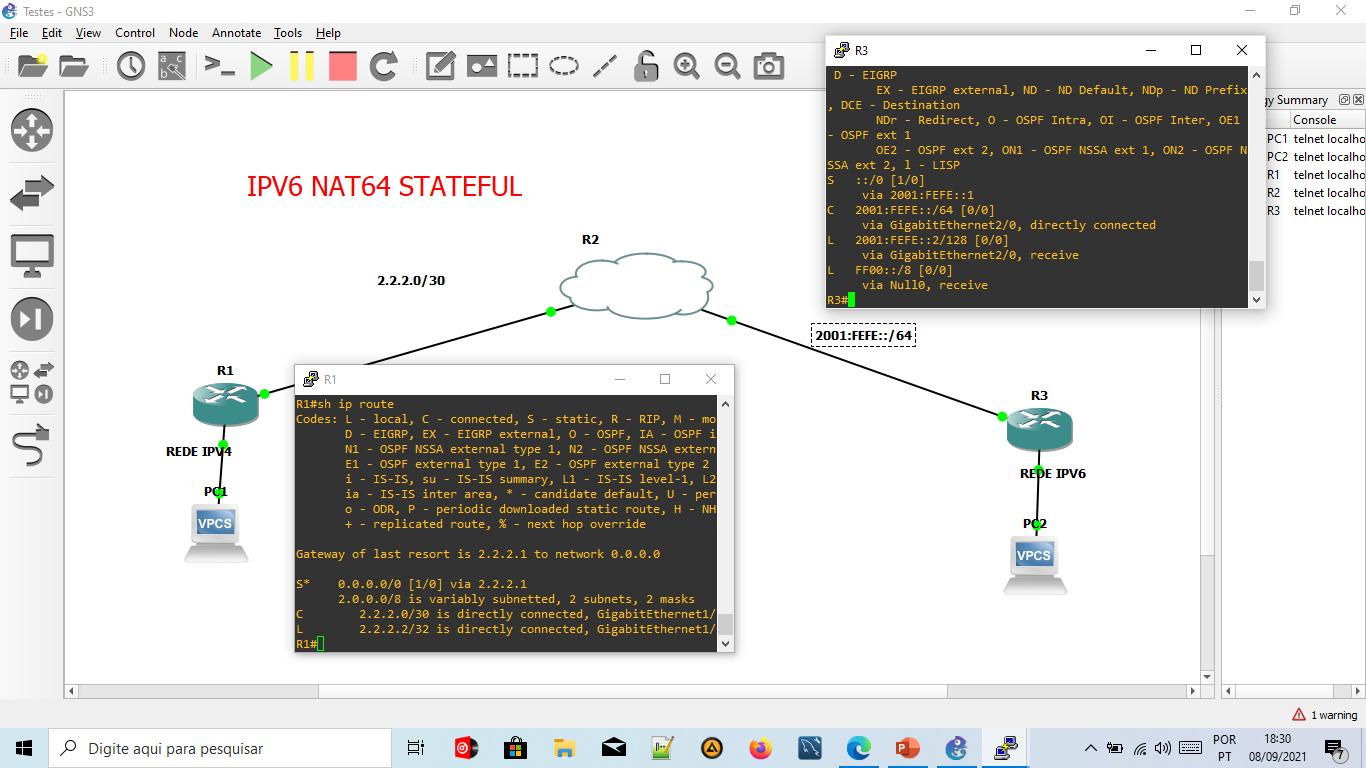 Testes - GNS3
File Edit View Control Node Annotate Tools Help
IPV6 NAT64 STATEFUL
R2
2.2.2.0/30
2001:FEFE::/64
R1
REDE IPV4
PC1
VPCS
R3
REDE IPV6
PC2
VPCS
R3
D - EIGRP
EX - EIGRP external, ND - ND Default, NDp - ND Prefix
, DCE - Destination
NDr - Redirect, O - OSPF Intra, OI - OSPF Inter, OE1
- OSPF ext 1
OE2 - OSPF ext 2, ON1 - OSPF NSSA ext 1, ON2 - OSPF N
SSA ext 2, l - LISP
S ::/0 [1/0]
via 2001:FEFE::1
C 2001:FEFE::/64 [0/0]
via GigabitEthernet2/0, directly connected
L 2001:FEFE::2/128 [0/0]
via GigabitEthernet2/0, receive
L FF00::/8 [0/0]
via Null0, receive
R3#
gy Summary
Console
PC1 telnet localho
PC2 telnet localho
R1 telnet localho
R2 telnet localho
R3 telnet localho
R1
R1#sh ip route
Codes: L - local, C - connected, S - static, R - RIP, M - mo
D - EIGRP, EX - EIGRP external, O - OSPF, IA - OSPF i
N1 - OSPF NSSA external type 1, N2 - OSPF NSSA extern
E1 - OSPF external type 1, E2 - OSPF external type 2
i - IS-IS, su - IS-IS summary, L1 - IS-IS level-1, L2
ia - IS-IS inter area, * - candidate default, U - per
o - ODR, P - periodic downloaded static route, H - NH
+ - replicated route, % - next hop override
Gateway of last resort is 2.2.2.1 to network 0.0.0.0
S* 0.0.0.0/0 [1/0] via 2.2.2.1
2.0.0.0/8 is variably subnetted, 2 subnets, 2 masks
C 2.2.2.0/30 is directly connected, GigabitEthernet1/
L 2.2.2.2/32 is directly connected, GigabitEthernet1/
R1#
1 warning
Digite aqui para pesquisar
POR
PT
18:30
08/09/2021
7